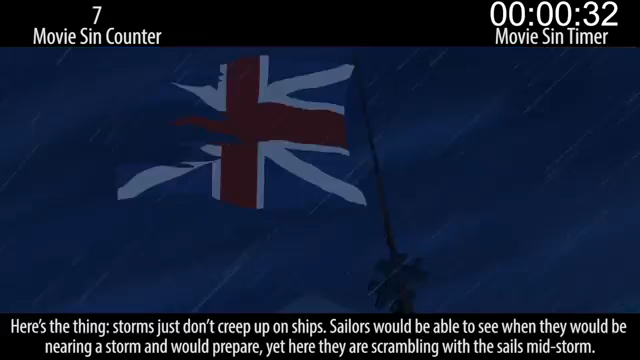 7
Movie Sin Counter
00:00:32
Movie Sin Timer
Here's the thing: storms just don't creep up on ships. Sailors would be able to see when they would be
nearing a storm and would prepare, yet here they are scrambling with the sails mid-storm.